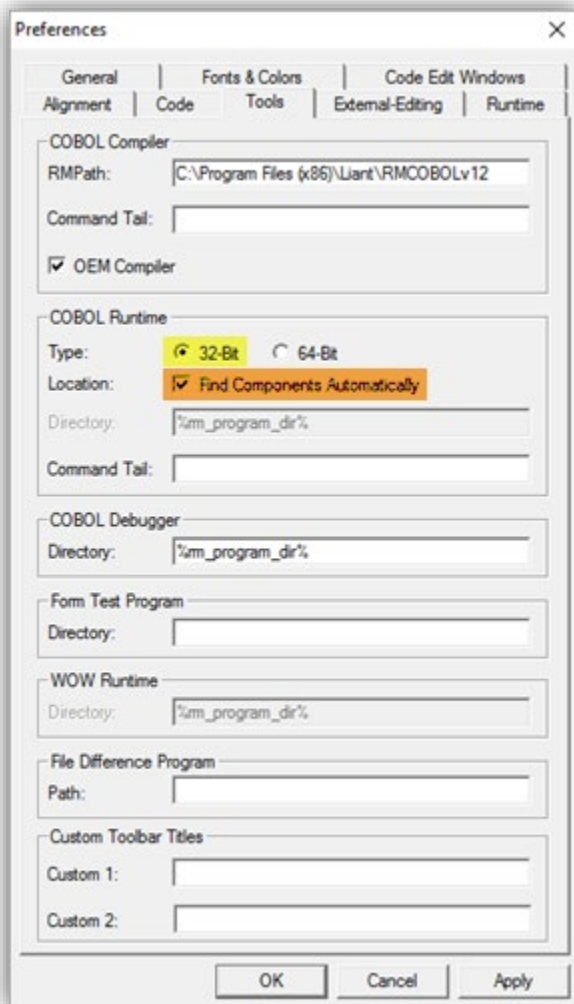 Preferences
General Fonts & Colors Code Edit Windows
Alignment Code Tools External-Editing Runtime
COBOL Compiler
RMPath: C:\Program Files (x86)\Liant\RMCOBOLv12
Command Tail:
OEM Compiler
COBOL Runtime
Type: 32-Bit 64-Bit
Location: Find Components Automatically
Directory: %rm_program_dir%
Command Tail:
COBOL Debugger
Directory: %rm_program_dir%
Form Test Program
Directory:
WOW Runtime
Directory: %rm_program_dir%
File Difference Program
Path:
Custom Toolbar Titles
Custom 1:
Custom 2:
OK Cancel Apply